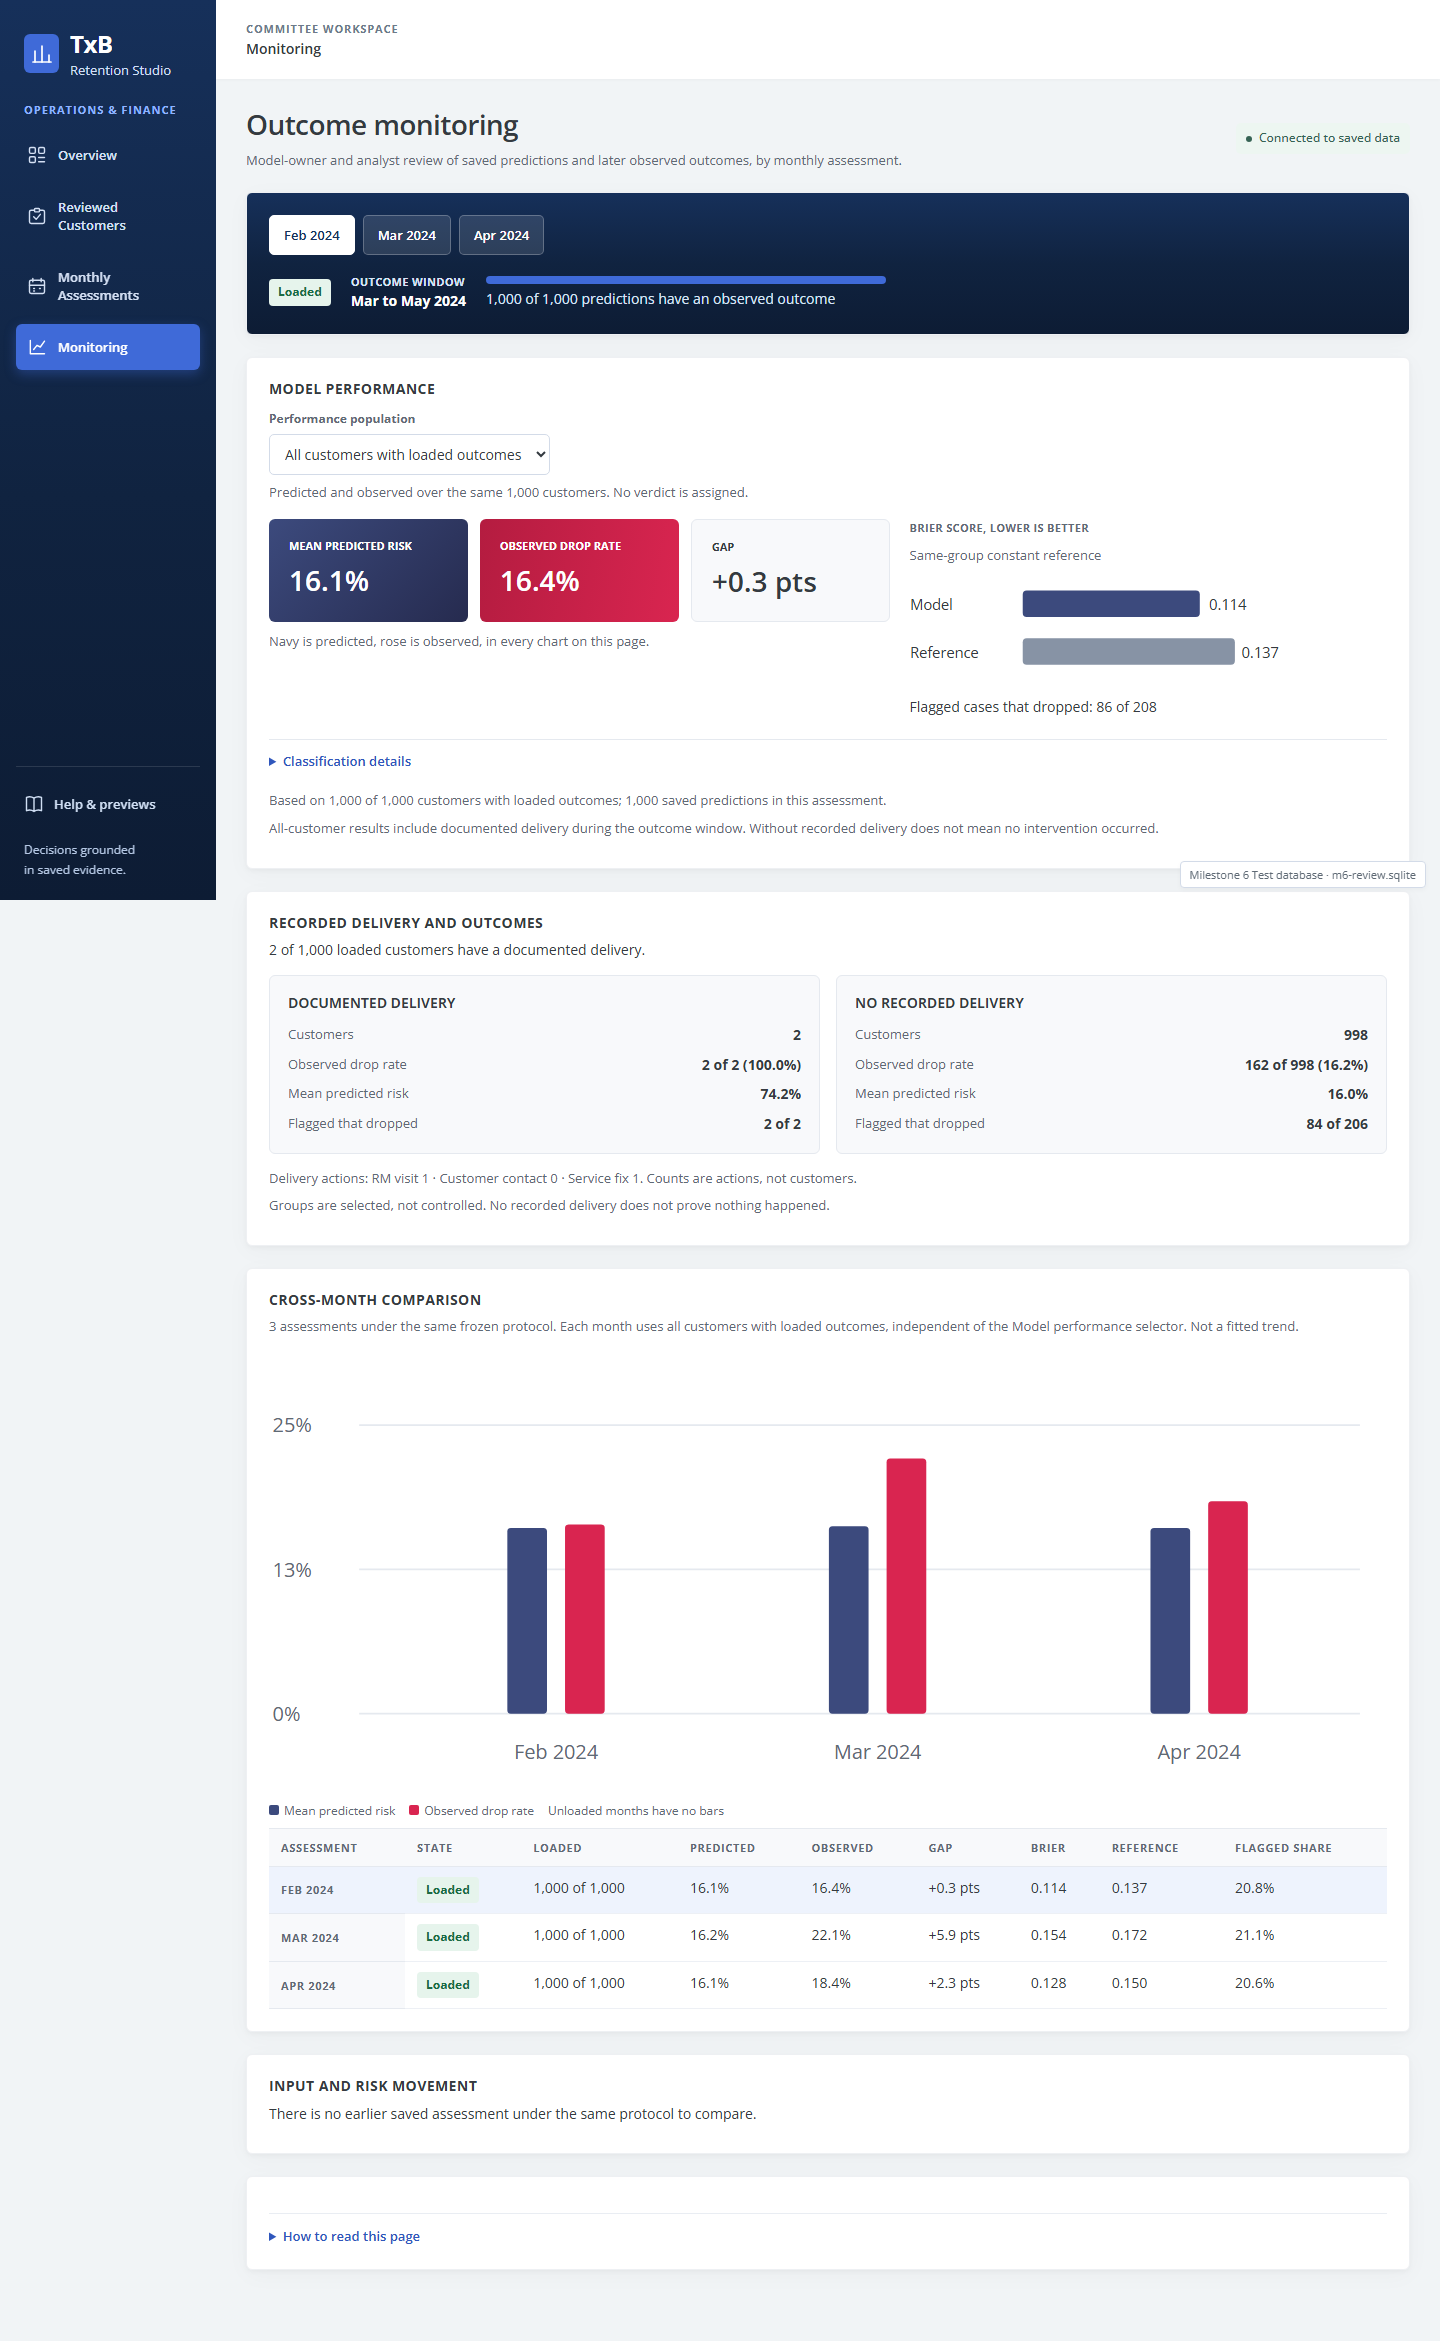 TxB
Retention Studio
OPERATIONS & FINANCE
Overview
Reviewed
Customers
Monthly
Assessments
Monitoring
Help & previews
Decisions grounded
in saved evidence.
COMMITTEE WORKSPACE
Monitoring
Outcome monitoring
Model-owner and analyst review of saved predictions and later observed outcomes, by monthly assessment.
Connected to saved data
Feb 2024 Mar 2024 Apr 2024
Loaded
OUTCOME WINDOW
Mar to May 2024
1,000 of 1,000 predictions have an observed outcome
MODEL PERFORMANCE
Performance population
All customers with loaded outcomes
Predicted and observed over the same 1,000 customers. No verdict is assigned.
MEAN PREDICTED RISK
16.1%
OBSERVED DROP RATE
16.4%
GAP
+0.3 pts
Navy is predicted, rose is observed, in every chart on this page.
BRIER SCORE, LOWER IS BETTER
Same-group constant reference
Model 0.114
Reference 0.137
Flagged cases that dropped: 86 of 208
Classification details
Based on 1,000 of 1,000 customers with loaded outcomes; 1,000 saved predictions in this assessment.
All-customer results include documented delivery during the outcome window. Without recorded delivery does not mean no intervention occurred.
Milestone 6 Test database · m6-review.sqlite
RECORDED DELIVERY AND OUTCOMES
2 of 1,000 loaded customers have a documented delivery.
DOCUMENTED DELIVERY
Customers 2
Observed drop rate 2 of 2 (100.0%)
Mean predicted risk 74.2%
Flagged that dropped 2 of 2
NO RECORDED DELIVERY
Customers 998
Observed drop rate 162 of 998 (16.2%)
Mean predicted risk 16.0%
Flagged that dropped 84 of 206
Delivery actions: RM visit 1 · Customer contact 0 · Service fix 1. Counts are actions, not customers.
Groups are selected, not controlled. No recorded delivery does not prove nothing happened.
CROSS-MONTH COMPARISON
3 assessments under the same frozen protocol. Each month uses all customers with loaded outcomes, independent of the Model performance selector. Not a fitted trend.
25%
13%
0%
Feb 2024 Mar 2024 Apr 2024
Mean predicted risk Observed drop rate Unloaded months have no bars
ASSESSMENT STATE LOADED PREDICTED OBSERVED GAP BRIER REFERENCE FLAGGED SHARE
FEB 2024 Loaded 1,000 of 1,000 16.1% 16.4% +0.3 pts 0.114 0.137 20.8%
MAR 2024 Loaded 1,000 of 1,000 16.2% 22.1% +5.9 pts 0.154 0.172 21.1%
APR 2024 Loaded 1,000 of 1,000 16.1% 18.4% +2.3 pts 0.128 0.150 20.6%
INPUT AND RISK MOVEMENT
There is no earlier saved assessment under the same protocol to compare.
How to read this page